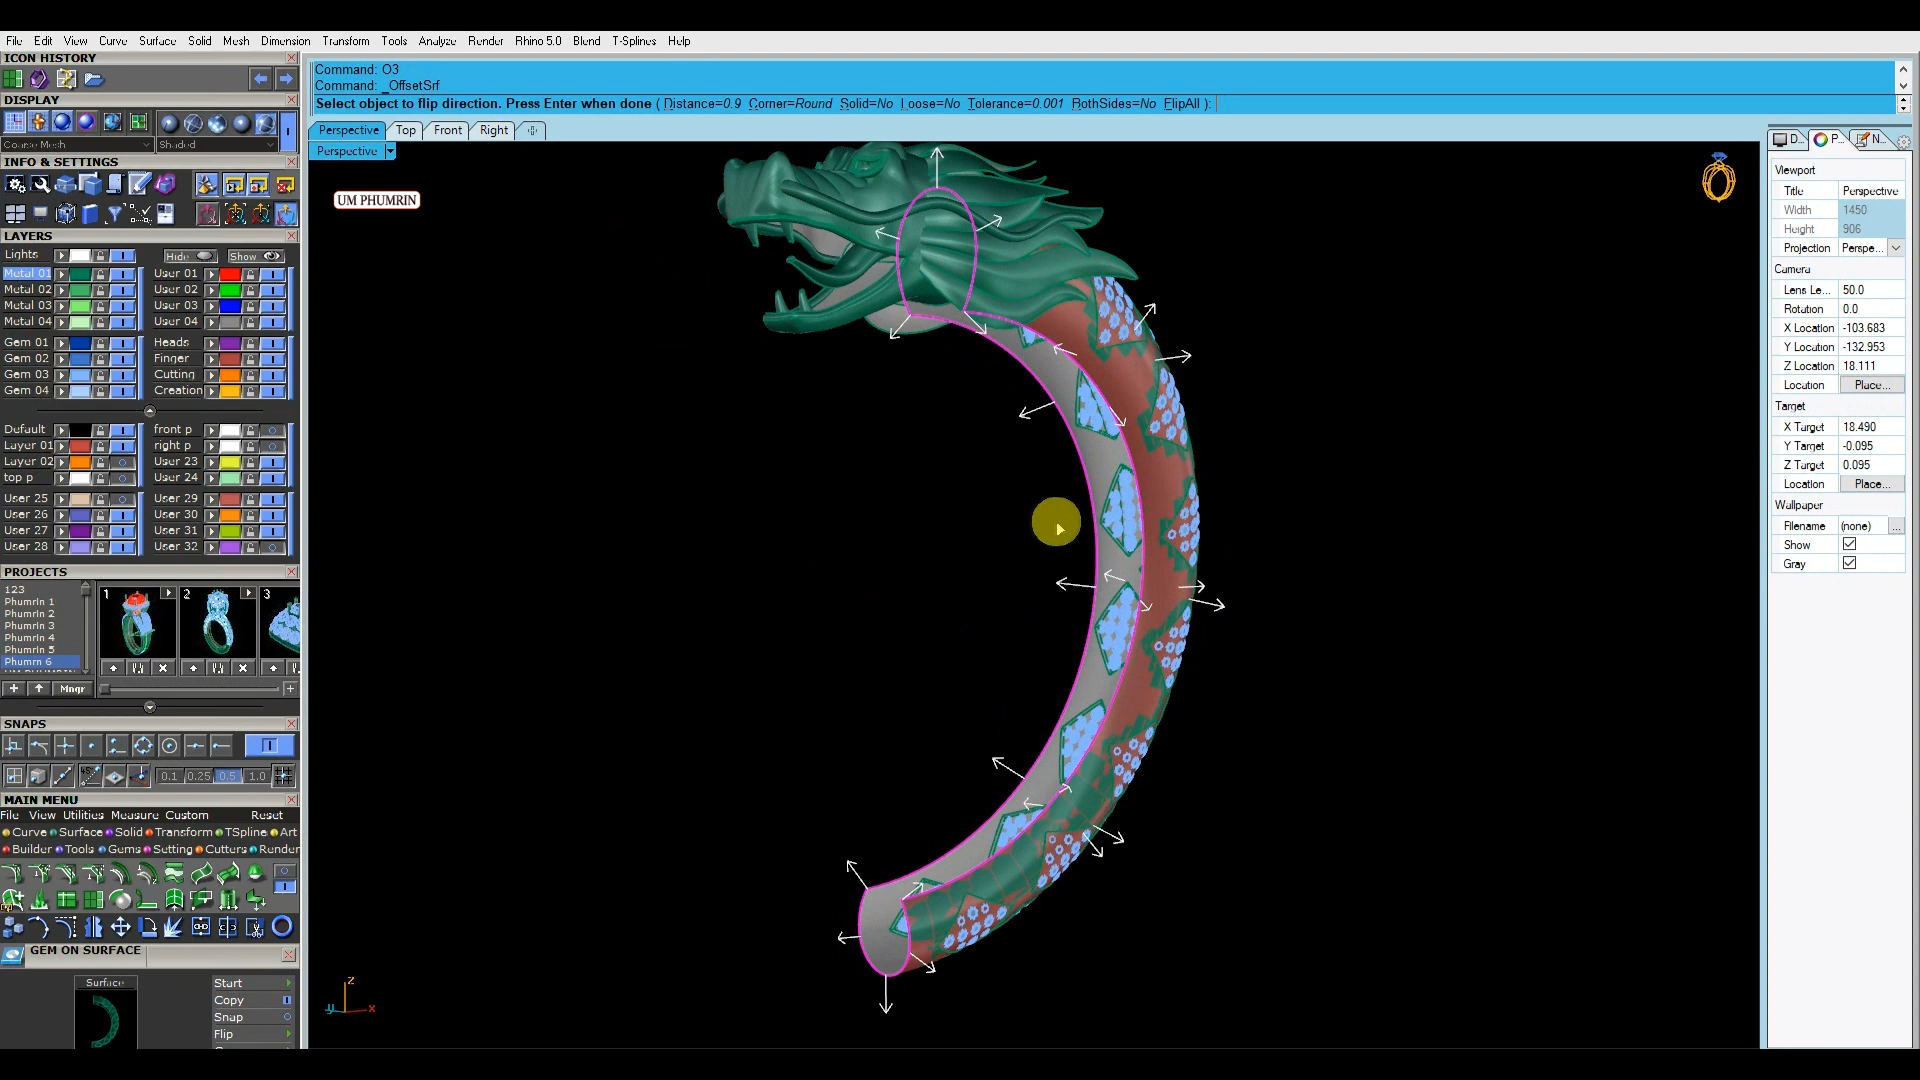 File Edit View Curve Surface Solid Mesh Dimension Transform Tools Analyze Render Rhino 5.0 Blend T-Splines Help
ICON HISTORY
DISPLAY
Coarse Mesh Shaded
INFO & SETTINGS
LAYERS
Lights Hide Show
Metal 01 User 01
Metal 02 User 02
Metal 03 User 03
Metal 04 User 04
Gem 01 Heads
Gem 02 Finger
Gem 03 Cutting
Gem 04 Creation
Default front p
Layer 01 right p
Layer 02 User 23
top p User 24
User 25 User 29
User 26 User 30
User 27 User 31
User 28 User 32
PROJECTS
123
Phumrin 1
Phumrin 2
Phumrin 3
Phumrin 4
Phumrin 5
Phumrn 6
1 2 3
Mngr
SNAPS
0.1 0.25 0.5 1.0
MAIN MENU
File View Utilities Measure Custom Reset
Curve Surface Solid Transform TSpline Art
Builder Tools Gems Setting Cutters Render
GEM ON SURFACE
Surface
Start
Copy
Snap
Flip
Command: O3
Command: _OffsetSrf
Select object to flip direction. Press Enter when done ( Distance=0.9 Corner=Round Solid=No Loose=No Tolerance=0.001 BothSides=No FlipAll ):
Perspective Top Front Right
Perspective
UM PHUMRIN
z
y x
D... P... N...
Viewport
Title Perspective
Width 1450
Height 906
Projection Perspe...
Camera
Lens Le... 50.0
Rotation 0.0
X Location -103.683
Y Location -132.953
Z Location 18.111
Location Place...
Target
X Target 18.490
Y Target -0.095
Z Target 0.095
Location Place...
Wallpaper
Filename (none) ...
Show
Gray